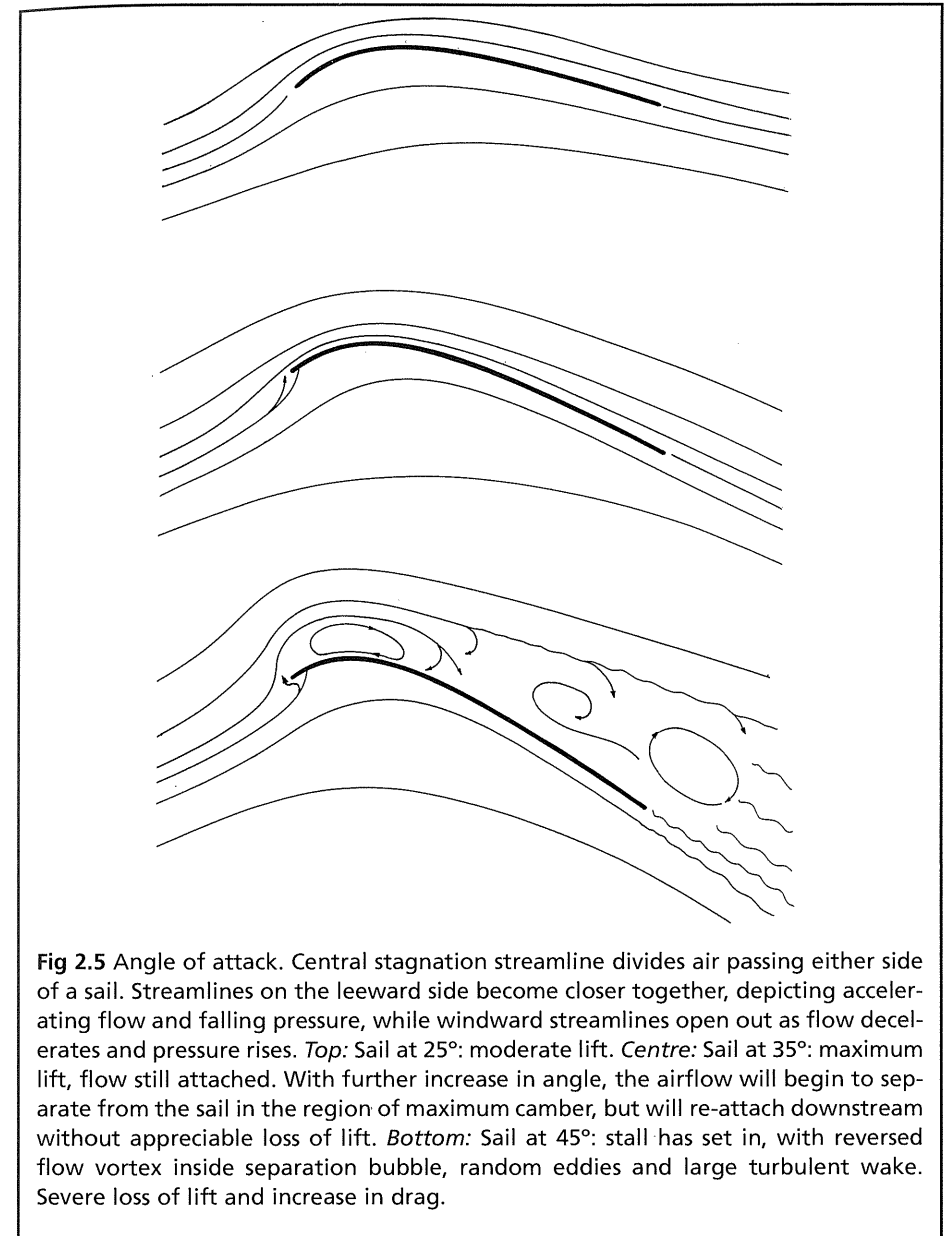 Fig 2.5 Angle of attack. Central stagnation streamline divides air passing either side
of a sail. Streamlines on the leeward side become closer together, depicting acceler-
ating flow and falling pressure, while windward streamlines open out as flow decel-
erates and pressure rises. Top: Sail at 25°: moderate lift. Centre: Sail at 35°: maximum
lift, flow still attached. With further increase in angle, the airflow will begin to sep-
arate from the sail in the region of maximum camber, but will re-attach downstream
without appreciable loss of lift. Bottom: Sail at 45°: stall has set in, with reversed
flow vortex inside separation bubble, random eddies and large turbulent wake.
Severe loss of lift and increase in drag.